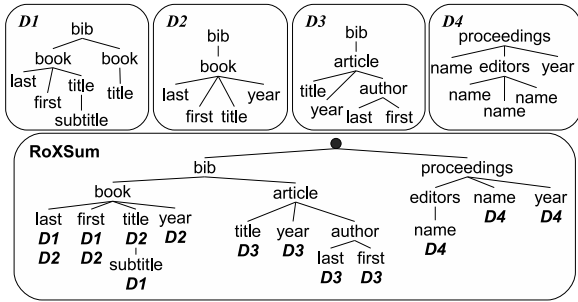 D1
bib
book book
last title title
first
subtitle
D2
bib
book
last year
first title
D3
bib
article
title author
year
last first
D4
proceedings
name editors year
name name
name
RoXSum
bib proceedings
book article editors name year
D4 D4
last first title year title year author name
D1 D1 D2 D2 D3 D3 D4
D2 D2
subtitle last first
D1 D3 D3